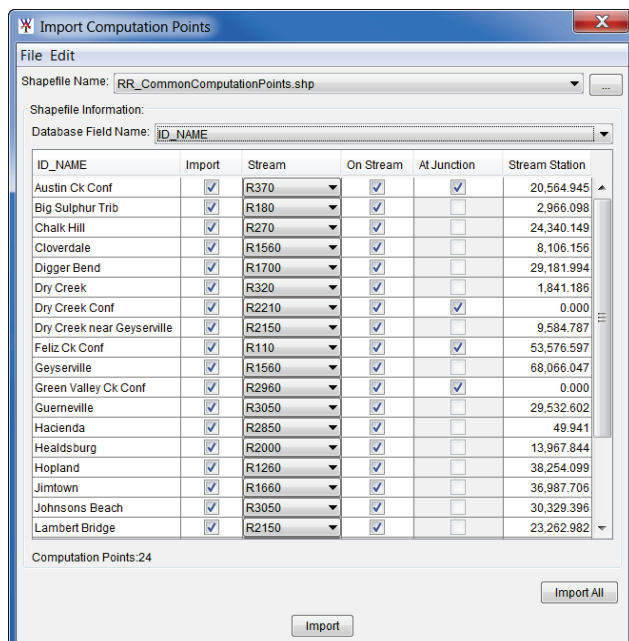 Import Computation Points
File Edit
Shapefile Name: RR_CommonComputationPoints.shp ...
Shapefile Information:
Database Field Name: ID_NAME
ID_NAME Import Stream On Stream At Junction Stream Station
Austin Ck Conf R370 20,564.945
Big Sulphur Trib R180 2,966.098
Chalk Hill R270 24,340.149
Cloverdale R1560 8,106.156
Digger Bend R1700 29,181.994
Dry Creek R320 1,841.186
Dry Creek Conf R2210 0.000
Dry Creek near Geyserville R2150 9,584.787
Feliz Ck Conf R110 53,576.597
Geyserville R1560 68,066.047
Green Valley Ck Conf R2960 0.000
Guerneville R3050 29,532.602
Hacienda R2850 49.941
Healdsburg R2000 13,967.844
Hopland R1260 38,254.099
Jimtown R1660 36,987.706
Johnsons Beach R3050 30,329.396
Lambert Bridge R2150 23,262.982
Computation Points:24
Import All
Import